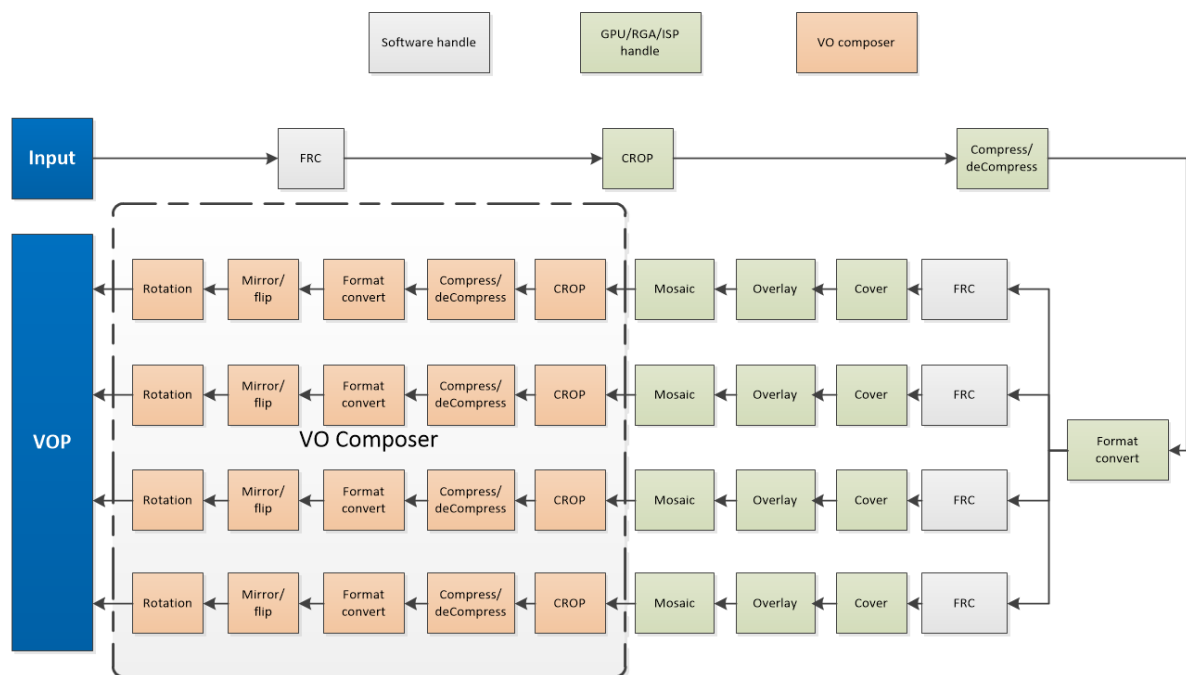 Software handle
GPU/RGA/ISP
handle
VO composer
Input
FRC
CROP
Compress/
deCompress
VOP
Rotation
Mirror/
flip
Format
convert
Compress/
deCompress
CROP
Mosaic
Overlay
Cover
FRC
Rotation
Mirror/
flip
Format
convert
Compress/
deCompress
CROP
Mosaic
Overlay
Cover
FRC
VO Composer
Format
convert
Rotation
Mirror/
flip
Format
convert
Compress/
deCompress
CROP
Mosaic
Overlay
Cover
FRC
Rotation
Mirror/
flip
Format
convert
Compress/
deCompress
CROP
Mosaic
Overlay
Cover
FRC